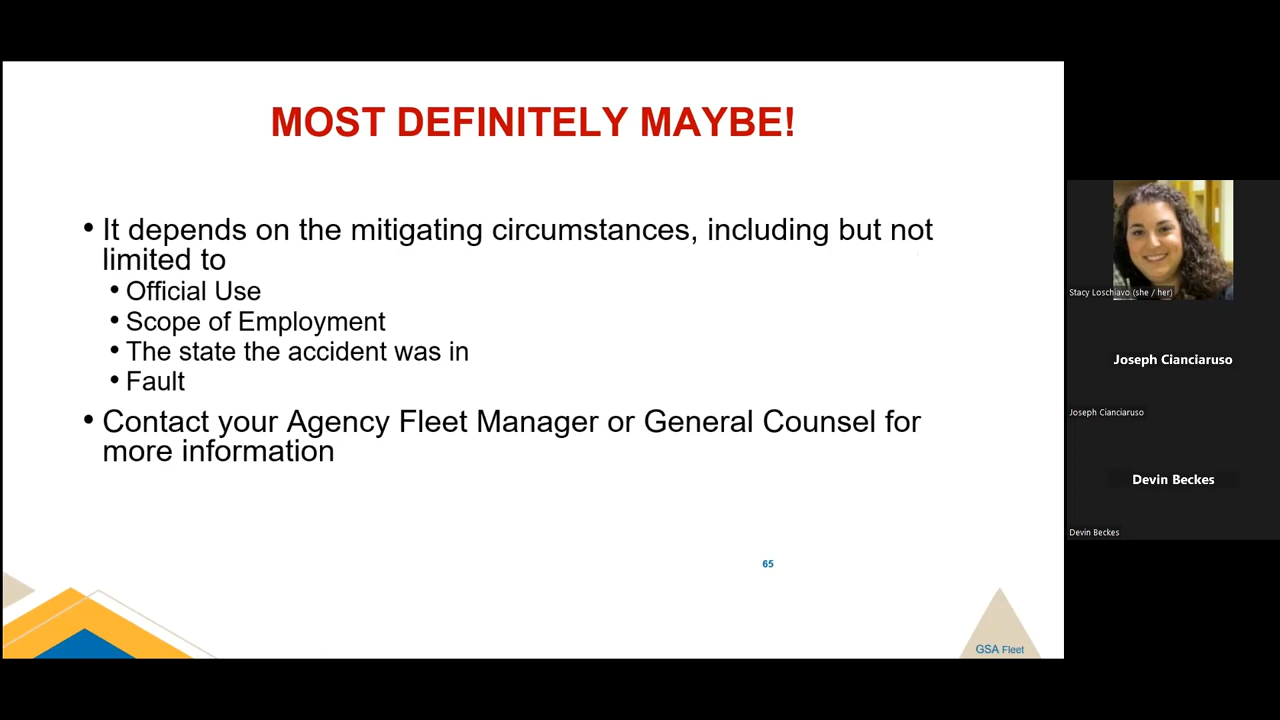 MOST DEFINITELY MAYBE!
• It depends on the mitigating circumstances, including but not
limited to
• Official Use
• Scope of Employment
• The state the accident was in
• Fault
• Contact your Agency Fleet Manager or General Counsel for
more information
65
GSA Fleet
Stacy Loschiavo (she / her)
Joseph Cianciaruso
Joseph Cianciaruso
Devin Beckes
Devin Beckes